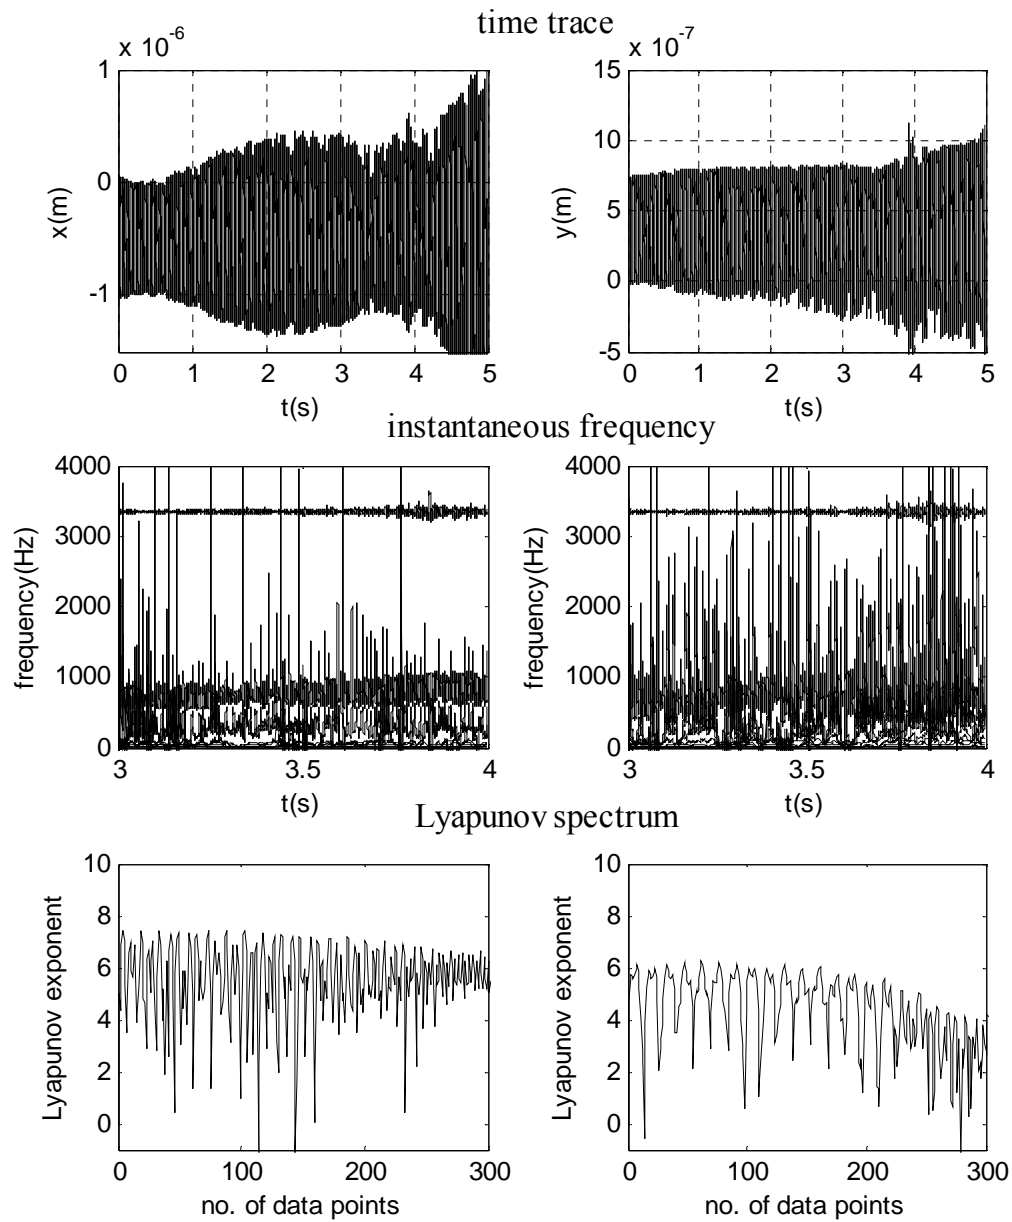 time trace
x 10^-6
1
0
-1
x(m)
0 1 2 3 4 5
t(s)
x 10^-7
15
10
5
0
-5
y(m)
0 1 2 3 4 5
t(s)
instantaneous frequency
4000
3000
2000
1000
0
frequency(Hz)
3 3.5 4
t(s)
4000
3000
2000
1000
0
frequency(Hz)
3 3.5 4
t(s)
Lyapunov spectrum
10
8
6
4
2
0
Lyapunov exponent
0 100 200 300
no. of data points
10
8
6
4
2
0
Lyapunov exponent
0 100 200 300
no. of data points